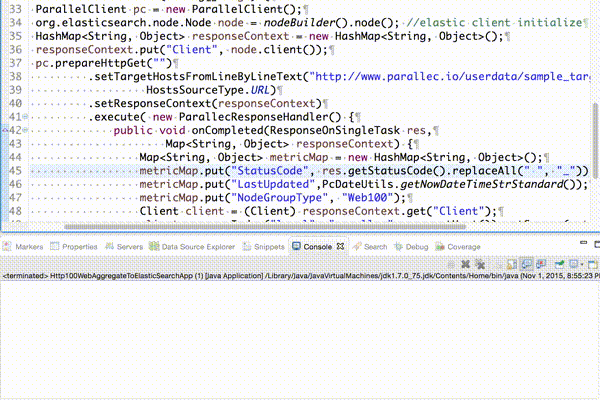 33 ParallelClient pc = new ParallelClient();
34 org.elasticsearch.node.Node node = nodeBuilder().node(); //elastic client initialize
35 HashMap<String, Object> responseContext = new HashMap<String, Object>();
36 responseContext.put("Client", node.client());
37 pc.prepareHttpGet("")
38 .setTargetHostsFromLineByLineText("http://www.parallec.io/userdata/sample_tar
39 HostsSourceType.URL)
40 .setResponseContext(responseContext)
41 .execute( new ParallecResponseHandler() {
42 public void onCompleted(ResponseOnSingleTask res,
43 Map<String, Object> responseContext) {
44 Map<String, Object> metricMap = new HashMap<String, Object>();
45 metricMap.put("StatusCode", res.getStatusCode().replaceAll(" ", "_"))
46 metricMap.put("LastUpdated",PcDateUtils.getNowDateTimeStrStandard());
47 metricMap.put("NodeGroupType", "Web100");
48 Client client = (Client) responseContext.get("Client");
Markers Properties Servers Data Source Explorer Snippets Console Search Debug Coverage
<terminated> Http100WebAggregateToElasticSearchApp (1) [Java Application] /Library/Java/JavaVirtualMachines/jdk1.7.0_75.jdk/Contents/Home/bin/java (Nov 1, 2015, 8:55:23 P